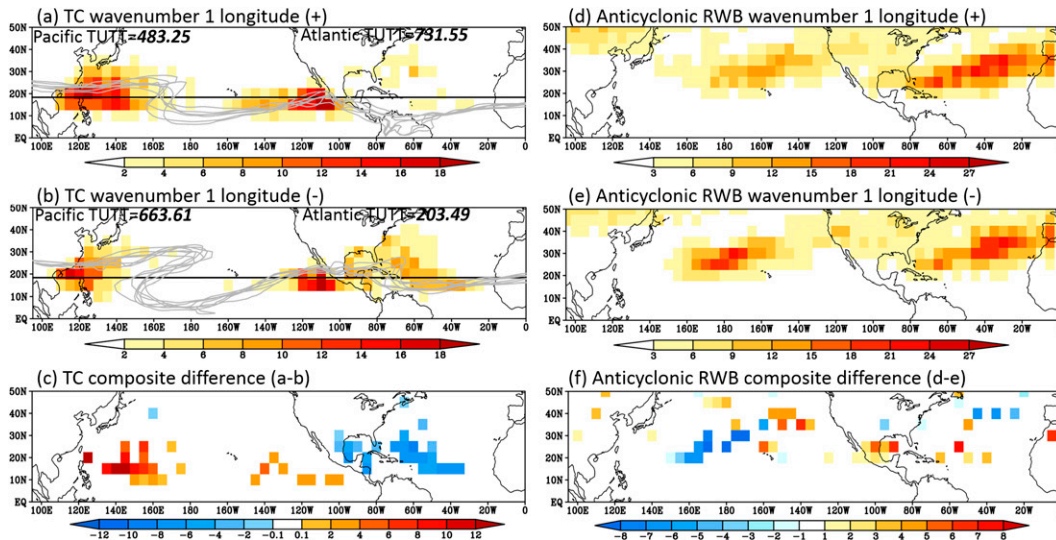 (a) TC wavenumber 1 longitude (+)
Pacific TUTT=483.25 Atlantic TUTT=731.55
50N
40N
30N
20N
10N
EQ
100E 120E 140E 160E 180 160W 140W 120W 100W 80W 60W 40W 20W 0
2 4 6 8 10 12 14 16 18
(b) TC wavenumber 1 longitude (-)
Pacific TUTT=663.61 Atlantic TUTT=203.49
50N
40N
30N
20N
10N
EQ
100E 120E 140E 160E 180 160W 140W 120W 100W 80W 60W 40W 20W 0
2 4 6 8 10 12 14 16 18
(c) TC composite difference (a-b)
50N
40N
30N
20N
10N
EQ
100E 120E 140E 160E 180 160W 140W 120W 100W 80W 60W 40W 20W 0
-12 -10 -8 -6 -4 -2 -0.1 0.1 2 4 6 8 10 12
(d) Anticyclonic RWB wavenumber 1 longitude (+)
50N
40N
30N
20N
10N
EQ
100E 120E 140E 160E 180 160W 140W 120W 100W 80W 60W 40W 20W
3 6 9 12 15 18 21 24 27
(e) Anticyclonic RWB wavenumber 1 longitude (-)
50N
40N
30N
20N
10N
EQ
100E 120E 140E 160E 180 160W 140W 120W 100W 80W 60W 40W 20W
3 6 9 12 15 18 21 24 27
(f) Anticyclonic RWB composite difference (d-e)
50N
40N
30N
20N
10N
EQ
100E 120E 140E 160E 180 160W 140W 120W 100W 80W 60W 40W 20W
-8 -7 -6 -5 -4 -3 -2 -1 1 2 3 4 5 6 7 8